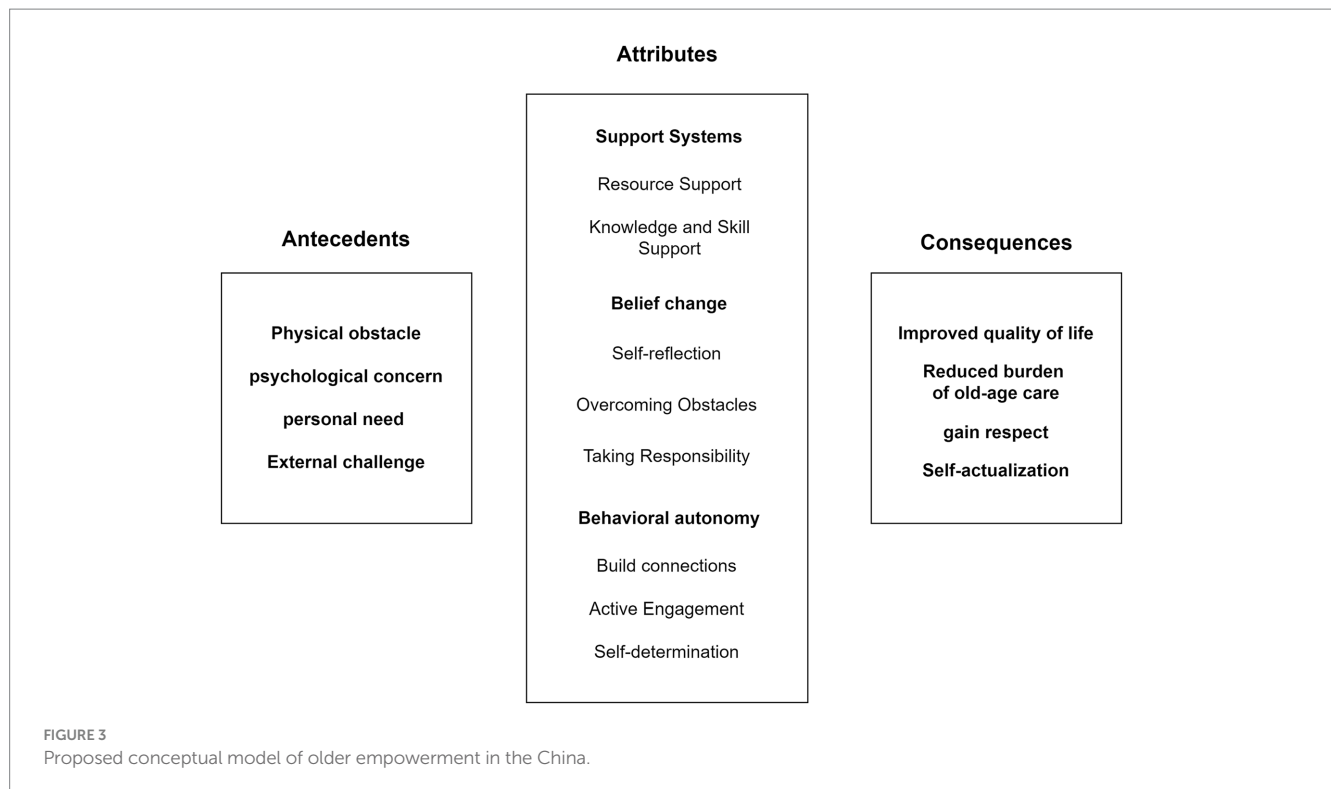 Attributes
Support Systems
Resource Support
Knowledge and Skill
Support
Belief change
Self-reflection
Overcoming Obstacles
Taking Responsibility
Behavioral autonomy
Build connections
Active Engagement
Self-determination
Antecedents
Physical obstacle
psychological concern
personal need
External challenge
Consequences
Improved quality of life
Reduced burden
of old-age care
gain respect
Self-actualization
FIGURE 3
Proposed conceptual model of older empowerment in the China.